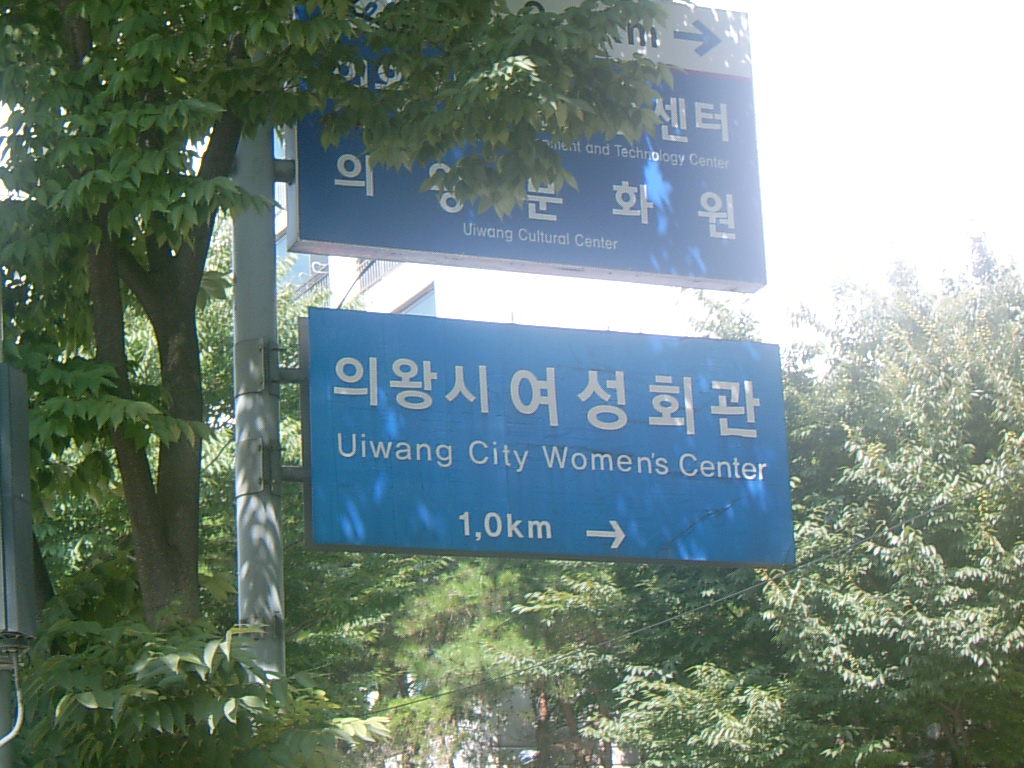 km →
센터
and Technology Center
의 왕 문 화 원
Uiwang Cultural Center
의왕시여성회관
Uiwang City Women's Center
1,0km →